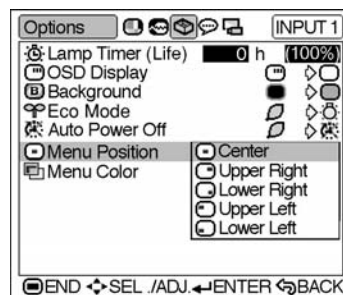 Options INPUT 1
Lamp Timer (Life) 0 h (100%)
OSD Display
B Background
Eco Mode
Auto Power Off
Menu Position Center
Menu Color Upper Right
Lower Right
Upper Left
Lower Left
END SEL./ADJ. ENTER BACK